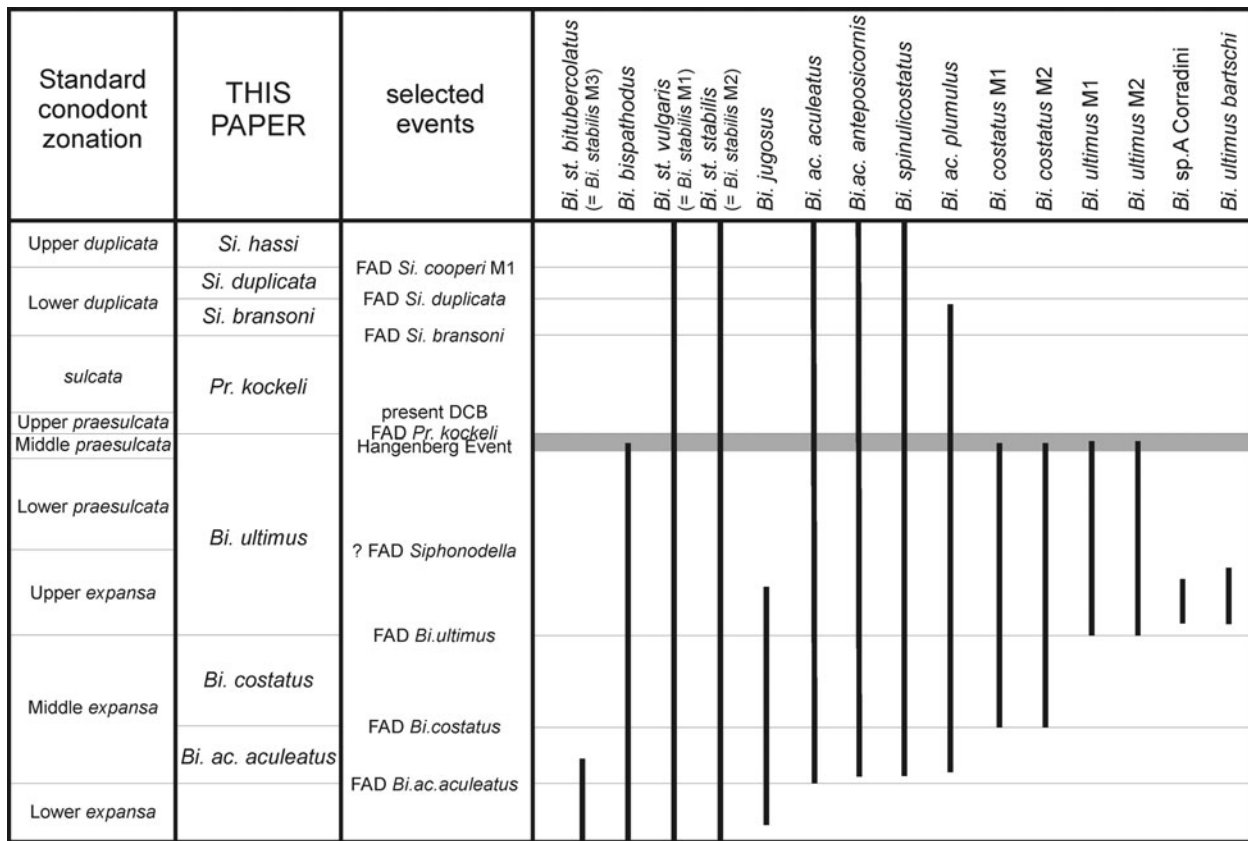 Standard
conodont
zonation
THIS
PAPER
selected
events
Bi. st. bitubercolatus
(= Bi. stabilis M3)
Bi. bispathodus
Bi. st. vulgaris
(= Bi. stabilis M1)
Bi. st. stabilis
(= Bi. stabilis M2)
Bi. jugosus
Bi. ac. aculeatus
Bi.ac. anteposicornis
Bi. spinulicostatus
Bi. ac. plumulus
Bi. costatus M1
Bi. costatus M2
Bi. ultimus M1
Bi. ultimus M2
Bi. sp.A Corradini
Bi. ultimus bartschi
Upper duplicata
Lower duplicata
sulcata
Upper praesulcata
Middle praesulcata
Lower praesulcata
Upper expansa
Middle expansa
Lower expansa
Si. hassi
Si. duplicata
Si. bransoni
Pr. kockeli
Bi. ultimus
Bi. costatus
Bi. ac. aculeatus
FAD Si. cooperi M1
FAD Si. duplicata
FAD Si. bransoni
present DCB
FAD Pr. kockeli
Hangenberg Event
? FAD Siphonodella
FAD Bi.ultimus
FAD Bi.costatus
FAD Bi.ac.aculeatus